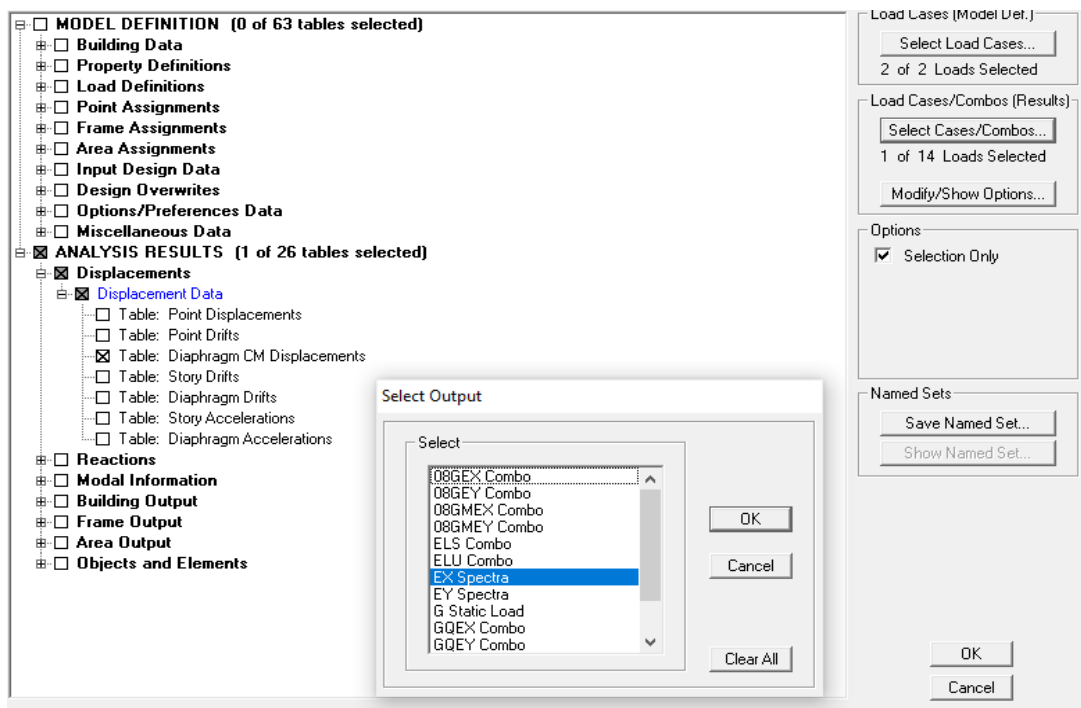 MODEL DEFINITION (0 of 63 tables selected)
Building Data
Property Definitions
Load Definitions
Point Assignments
Frame Assignments
Area Assignments
Input Design Data
Design Overwrites
Options/Preferences Data
Miscellaneous Data
ANALYSIS RESULTS (1 of 26 tables selected)
Displacements
Displacement Data
Table: Point Displacements
Table: Point Drifts
Table: Diaphragm CM Displacements
Table: Story Drifts
Table: Diaphragm Drifts
Table: Story Accelerations
Table: Diaphragm Accelerations
Reactions
Modal Information
Building Output
Frame Output
Area Output
Objects and Elements
Load Cases (Model Def.)
Select Load Cases...
2 of 2 Loads Selected
Load Cases/Combos (Results)
Select Cases/Combos...
1 of 14 Loads Selected
Modify/Show Options...
Options
Selection Only
Named Sets
Save Named Set...
Show Named Set...
OK
Cancel
Select Output
Select
08GEX Combo
08GEY Combo
08GMEX Combo
08GMEY Combo
ELS Combo
ELU Combo
EX Spectra
EY Spectra
G Static Load
GQEX Combo
GQEY Combo
OK
Cancel
Clear All